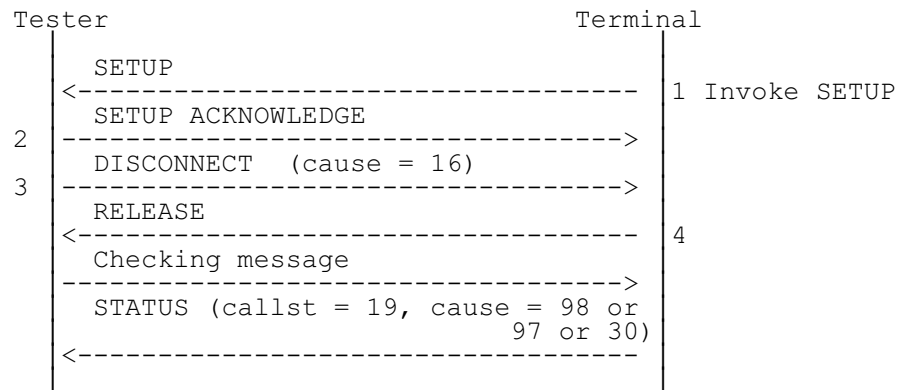 Tester Terminal
SETUP
1 Invoke SETUP
SETUP ACKNOWLEDGE
2
DISCONNECT (cause = 16)
3
RELEASE
4
Checking message
STATUS (callst = 19, cause = 98 or
97 or 30)